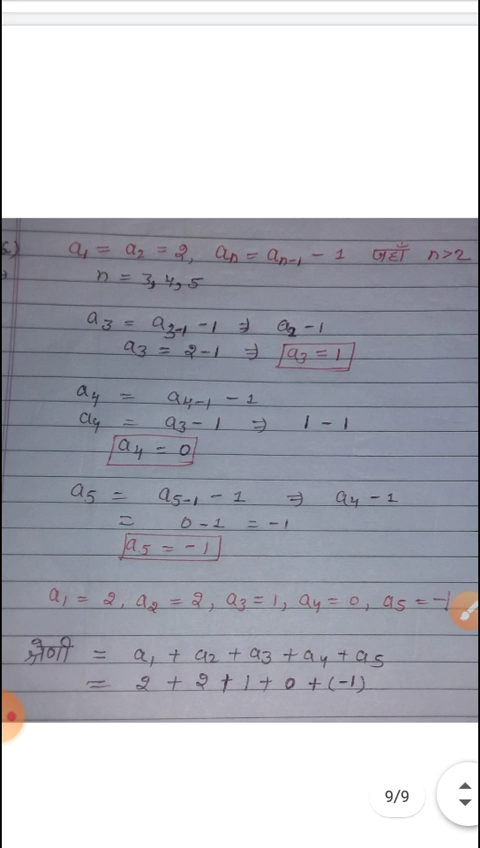 a₁ = a₂ = 2, aₙ = aₙ₋₁ - 1 जहाँ n>2
n = 3, 4, 5
a₃ = a₃₋₁ - 1 ⇒ a₂ - 1
a₃ = 2 - 1 ⇒ a₃ = 1
a₄ = a₄₋₁ - 1
a₄ = a₃ - 1 ⇒ 1 - 1
a₄ = 0
a₅ = a₅₋₁ - 1 ⇒ a₄ - 1
= 0 - 1 = -1
a₅ = -1
a₁ = 2, a₂ = 2, a₃ = 1, a₄ = 0, a₅ = -1
श्रेणी = a₁ + a₂ + a₃ + a₄ + a₅
= 2 + 2 + 1 + 0 + (-1)
9/9